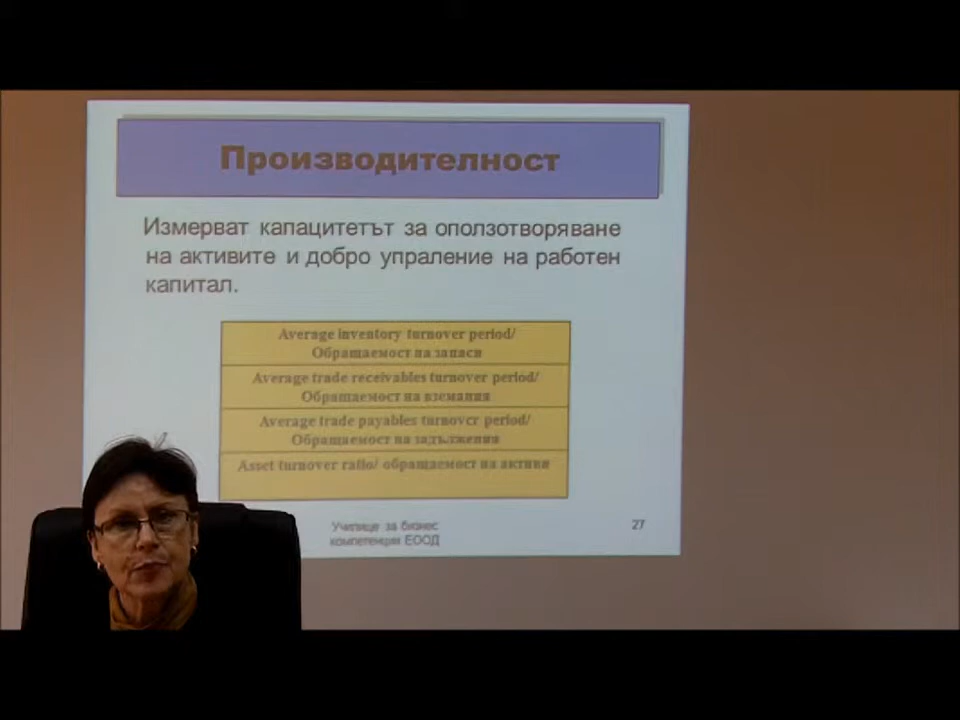 Производителност
Измерват капацитетът за оползотворяване
на активите и добро упраление на работен
капитал.
Average inventory turnover period/
Обращаемост на запаси
Average trade receivables turnover period/
Обращаемост на вземания
Average trade payables turnover period/
Обращаемост на задължения
Asset turnover ratio/ обращаемост на активи
Училище за бизнес
компетенции ЕООД
27